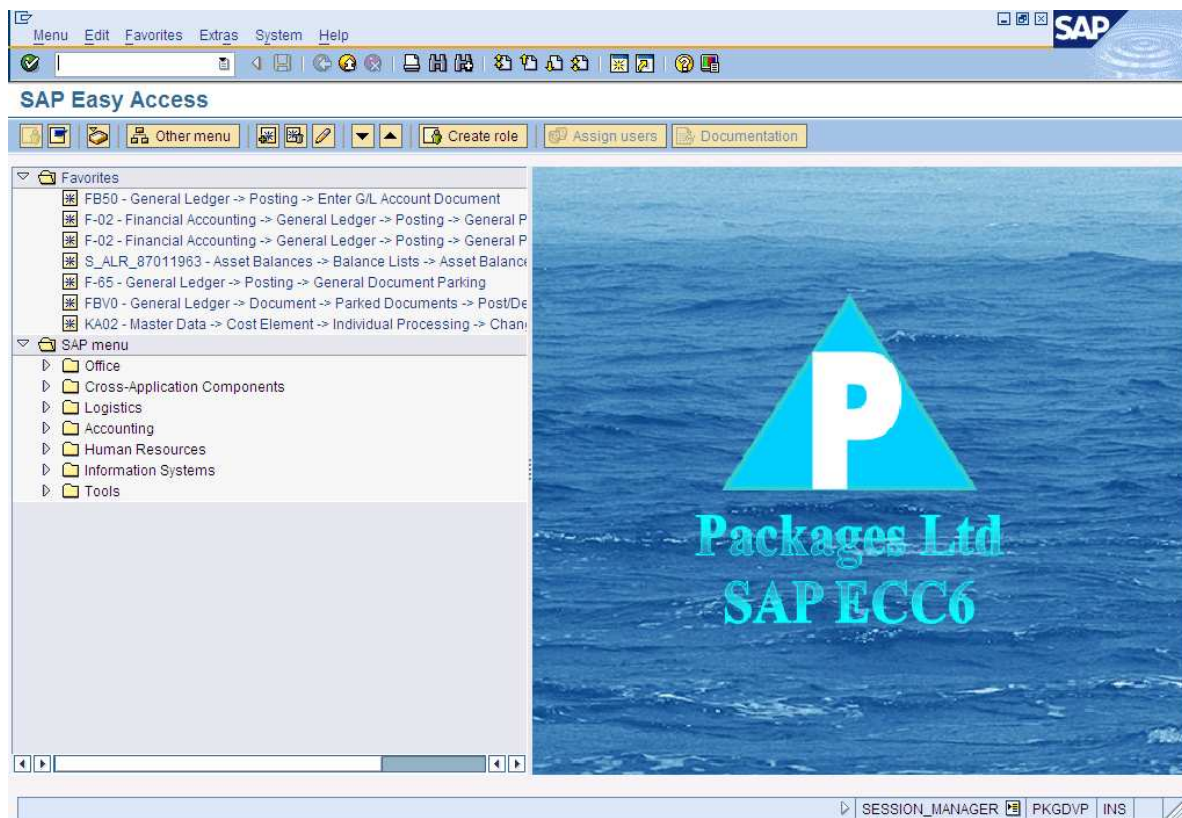 Menu Edit Favorites Extras System Help
SAP
SAP Easy Access
Other menu Create role Assign users Documentation
Favorites
FB50 - General Ledger -> Posting -> Enter G/L Account Document
F-02 - Financial Accounting -> General Ledger -> Posting -> General P
F-02 - Financial Accounting -> General Ledger -> Posting -> General P
S_ALR_87011963 - Asset Balances -> Balance Lists -> Asset Balance
F-65 - General Ledger -> Posting -> General Document Parking
FBV0 - General Ledger -> Document -> Parked Documents -> Post/De
KA02 - Master Data -> Cost Element -> Individual Processing -> Chan
SAP menu
Office
Cross-Application Components
Logistics
Accounting
Human Resources
Information Systems
Tools
P
Packages Ltd
SAP ECC6
SESSION_MANAGER PKGDVP INS